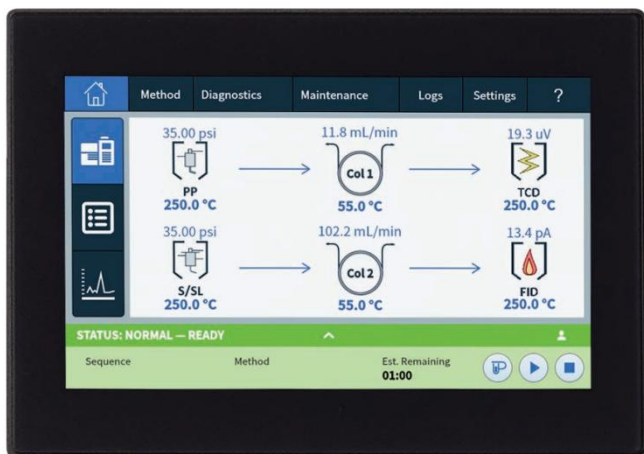 Method Diagnostics Maintenance Logs Settings ?
35.00 psi 11.8 mL/min 19.3 uV
Col 1
PP TCD
250.0 °C 55.0 °C 250.0 °C
35.00 psi 102.2 mL/min 13.4 pA
Col 2
S/SL FID
250.0 °C 55.0 °C 250.0 °C
STATUS: NORMAL — READY
Sequence Method Est. Remaining
01:00